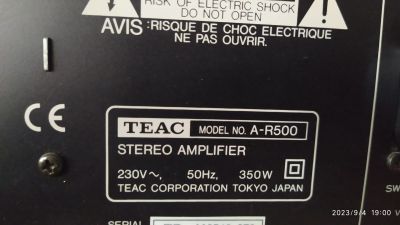 RISK OF ELECTRIC SHOCK
DO NOT OPEN
AVIS : RISQUE DE CHOC ELECTRIQUE
NE PAS OUVRIR.
CE
TEAC MODEL NO. A-R500
STEREO AMPLIFIER
230V～, 50Hz, 350W
TEAC CORPORATION TOKYO JAPAN
SERIAL
SW
2023/9/4 19:00